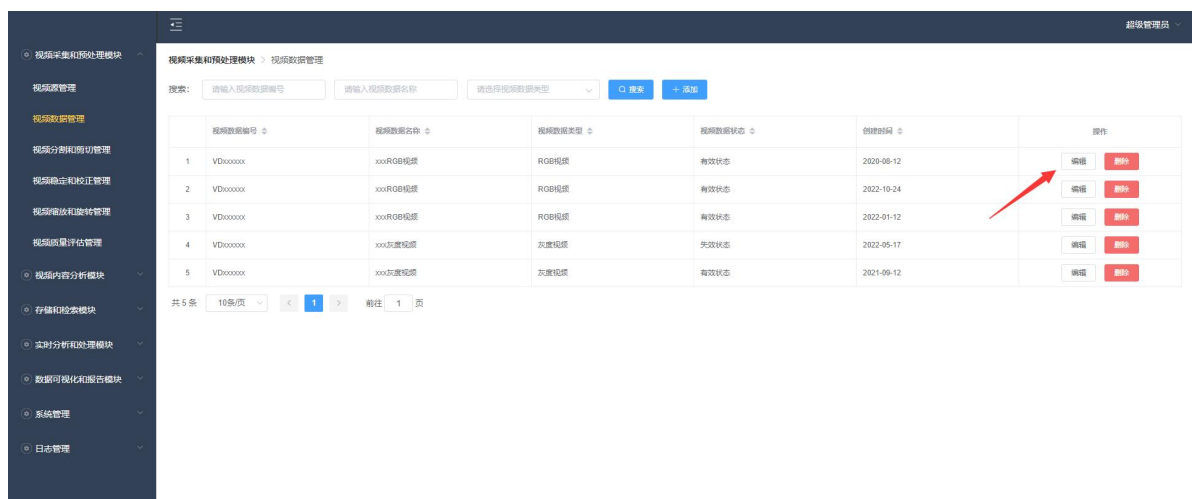 超级管理员
视频采集和预处理模块
视频源管理
视频数据管理
视频分割和剪切管理
视频稳定和校正管理
视频缩放和旋转管理
视频质量评估管理
视频内容分析模块
存储和检索模块
实时分析和处理模块
数据可视化和报告模块
系统管理
日志管理
视频采集和预处理模块 > 视频数据管理
搜索: 请输入视频数据编号 请输入视频数据名称 请选择视频数据类型 搜索 + 添加
视频数据编号 视频数据名称 视频数据类型 视频数据状态 创建时间 操作
1 VDxxxxxx xxxRGB视频 RGB视频 有效状态 2020-08-12 编辑 删除
2 VDxxxxxx xxxRGB视频 RGB视频 有效状态 2022-10-24 编辑 删除
3 VDxxxxxx xxxRGB视频 RGB视频 有效状态 2022-01-12 编辑 删除
4 VDxxxxxx xxx灰度视频 灰度视频 失效状态 2022-05-17 编辑 删除
5 VDxxxxxx xxx灰度视频 灰度视频 有效状态 2021-09-12 编辑 删除
共 5 条 10条/页 < 1 > 前往 1 页